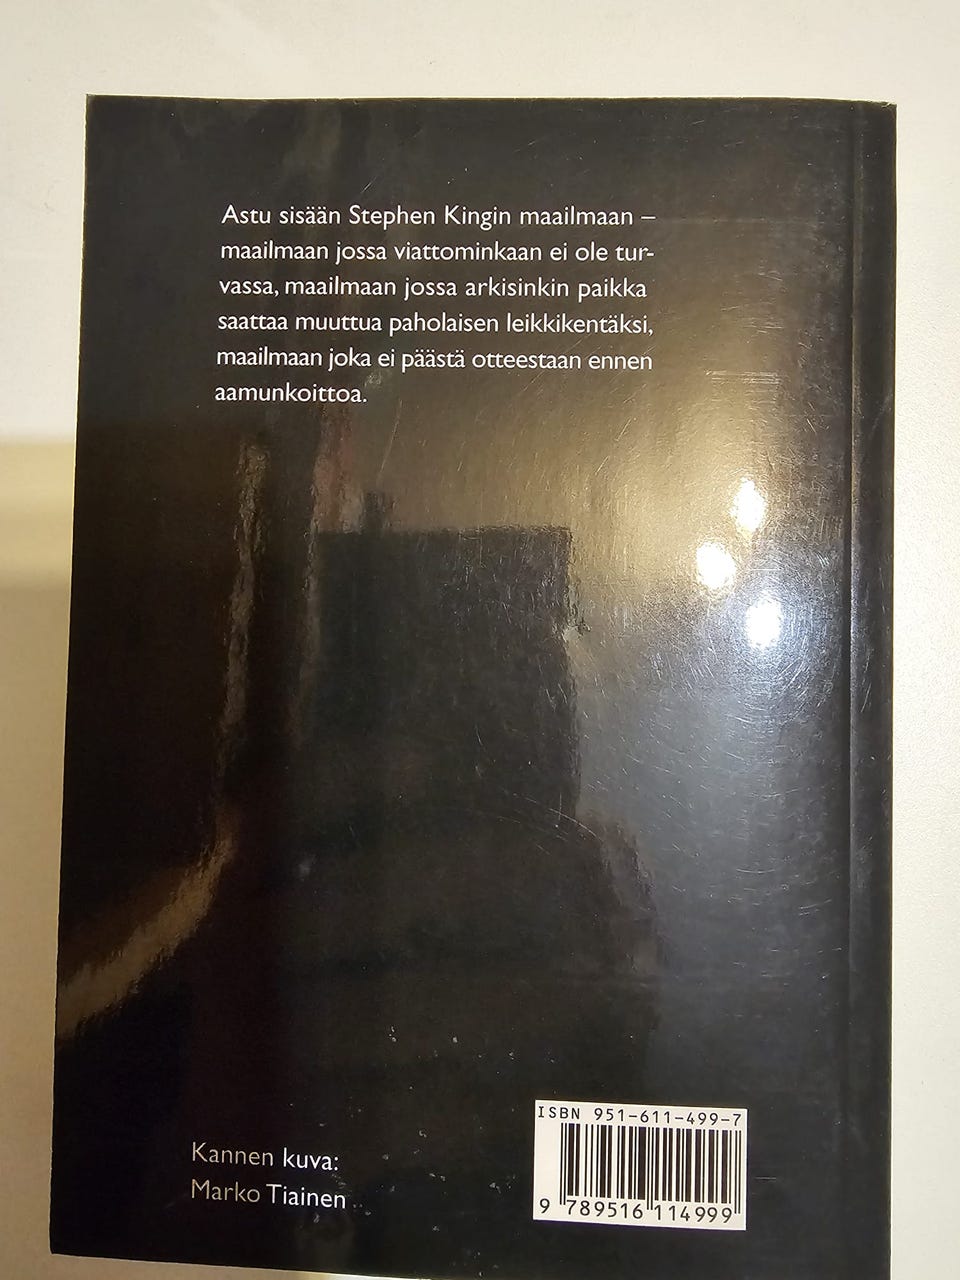 Astu sisään Stephen Kingin maailmaan –
maailmaan jossa viattominkaan ei ole tur-
vassa, maailmaan jossa arkisinkin paikka
saattaa muuttua paholaisen leikkikentäksi,
maailmaan joka ei päästä otteestaan ennen
aamunkoittoa.
Kannen kuva:
Marko Tiainen
ISBN 951-611-499-7
9 789516 114999